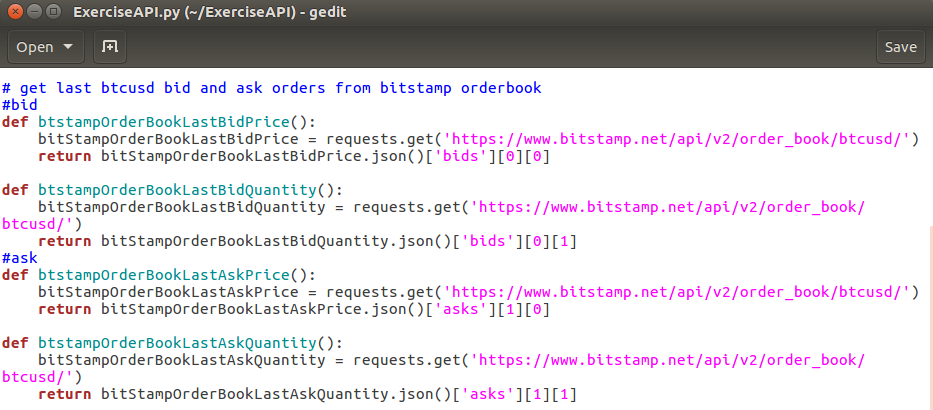 ExerciseAPI.py (~/ExerciseAPI) - gedit
Open Save
# get last btcusd bid and ask orders from bitstamp orderbook
#bid
def btstampOrderBookLastBidPrice():
    bitStampOrderBookLastBidPrice = requests.get('https://www.bitstamp.net/api/v2/order_book/btcusd/')
    return bitStampOrderBookLastBidPrice.json()['bids'][0][0]

def btstampOrderBookLastBidQuantity():
    bitStampOrderBookLastBidQuantity = requests.get('https://www.bitstamp.net/api/v2/order_book/
btcusd/')
    return bitStampOrderBookLastBidQuantity.json()['bids'][0][1]
#ask
def btstampOrderBookLastAskPrice():
    bitStampOrderBookLastAskPrice = requests.get('https://www.bitstamp.net/api/v2/order_book/btcusd/')
    return bitStampOrderBookLastAskPrice.json()['asks'][1][0]

def btstampOrderBookLastAskQuantity():
    bitStampOrderBookLastAskQuantity = requests.get('https://www.bitstamp.net/api/v2/order_book/
btcusd/')
    return bitStampOrderBookLastAskQuantity.json()['asks'][1][1]